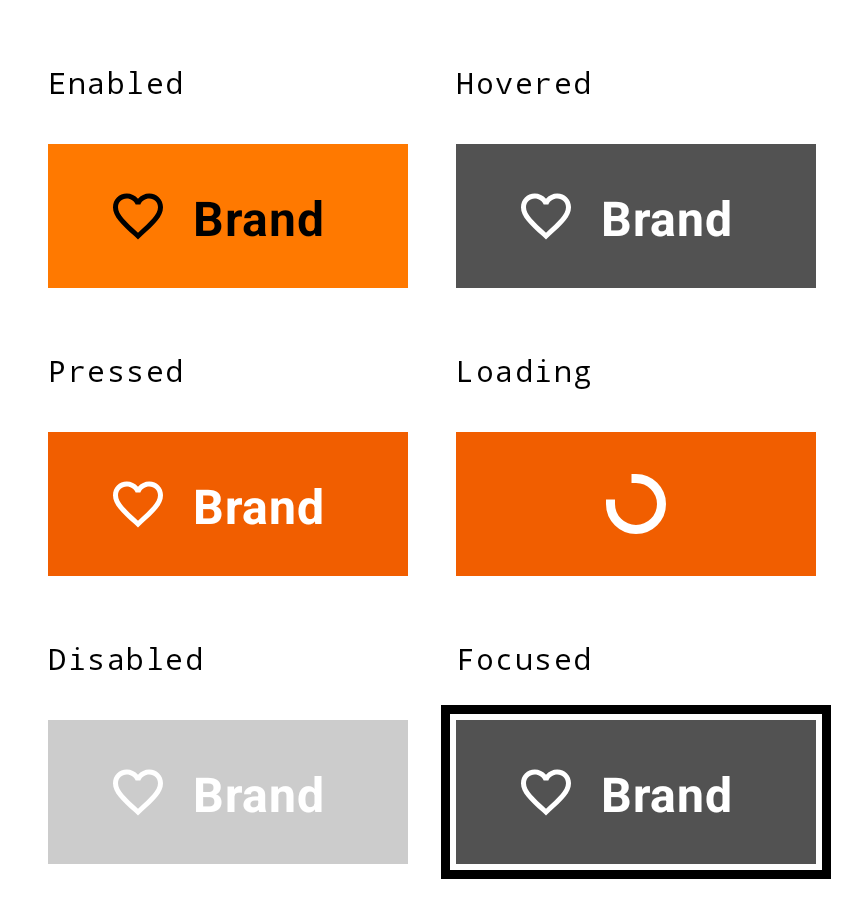 Enabled
Hovered
Brand
Brand
Pressed
Loading
Brand
Disabled
Focused
Brand
Brand